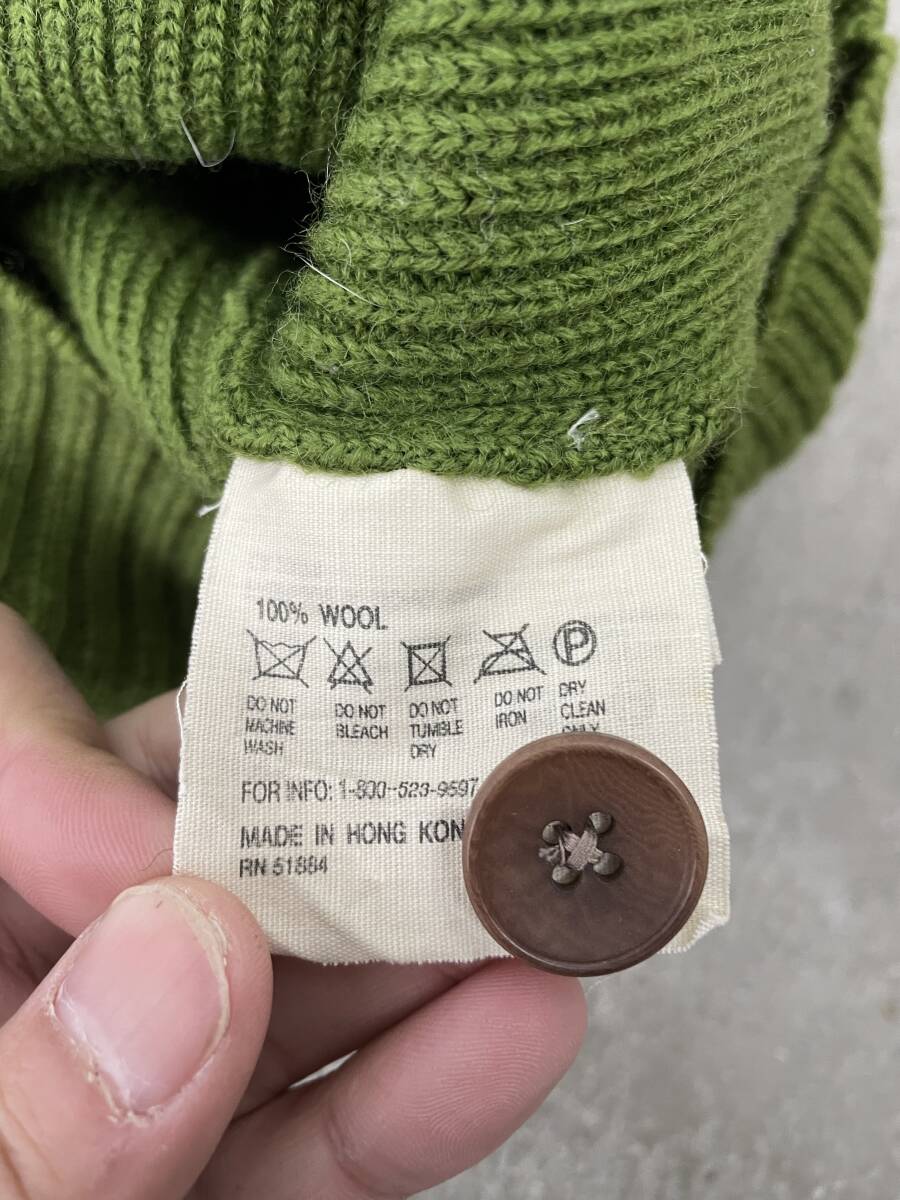 100% WOOL
P
DO NOT MACHINE WASH
DO NOT BLEACH
DO NOT TUMBLE DRY
DO NOT IRON
DRY CLEAN ONLY
FOR INFO: 1-800-523-9597
MADE IN HONG KON
RN 51884